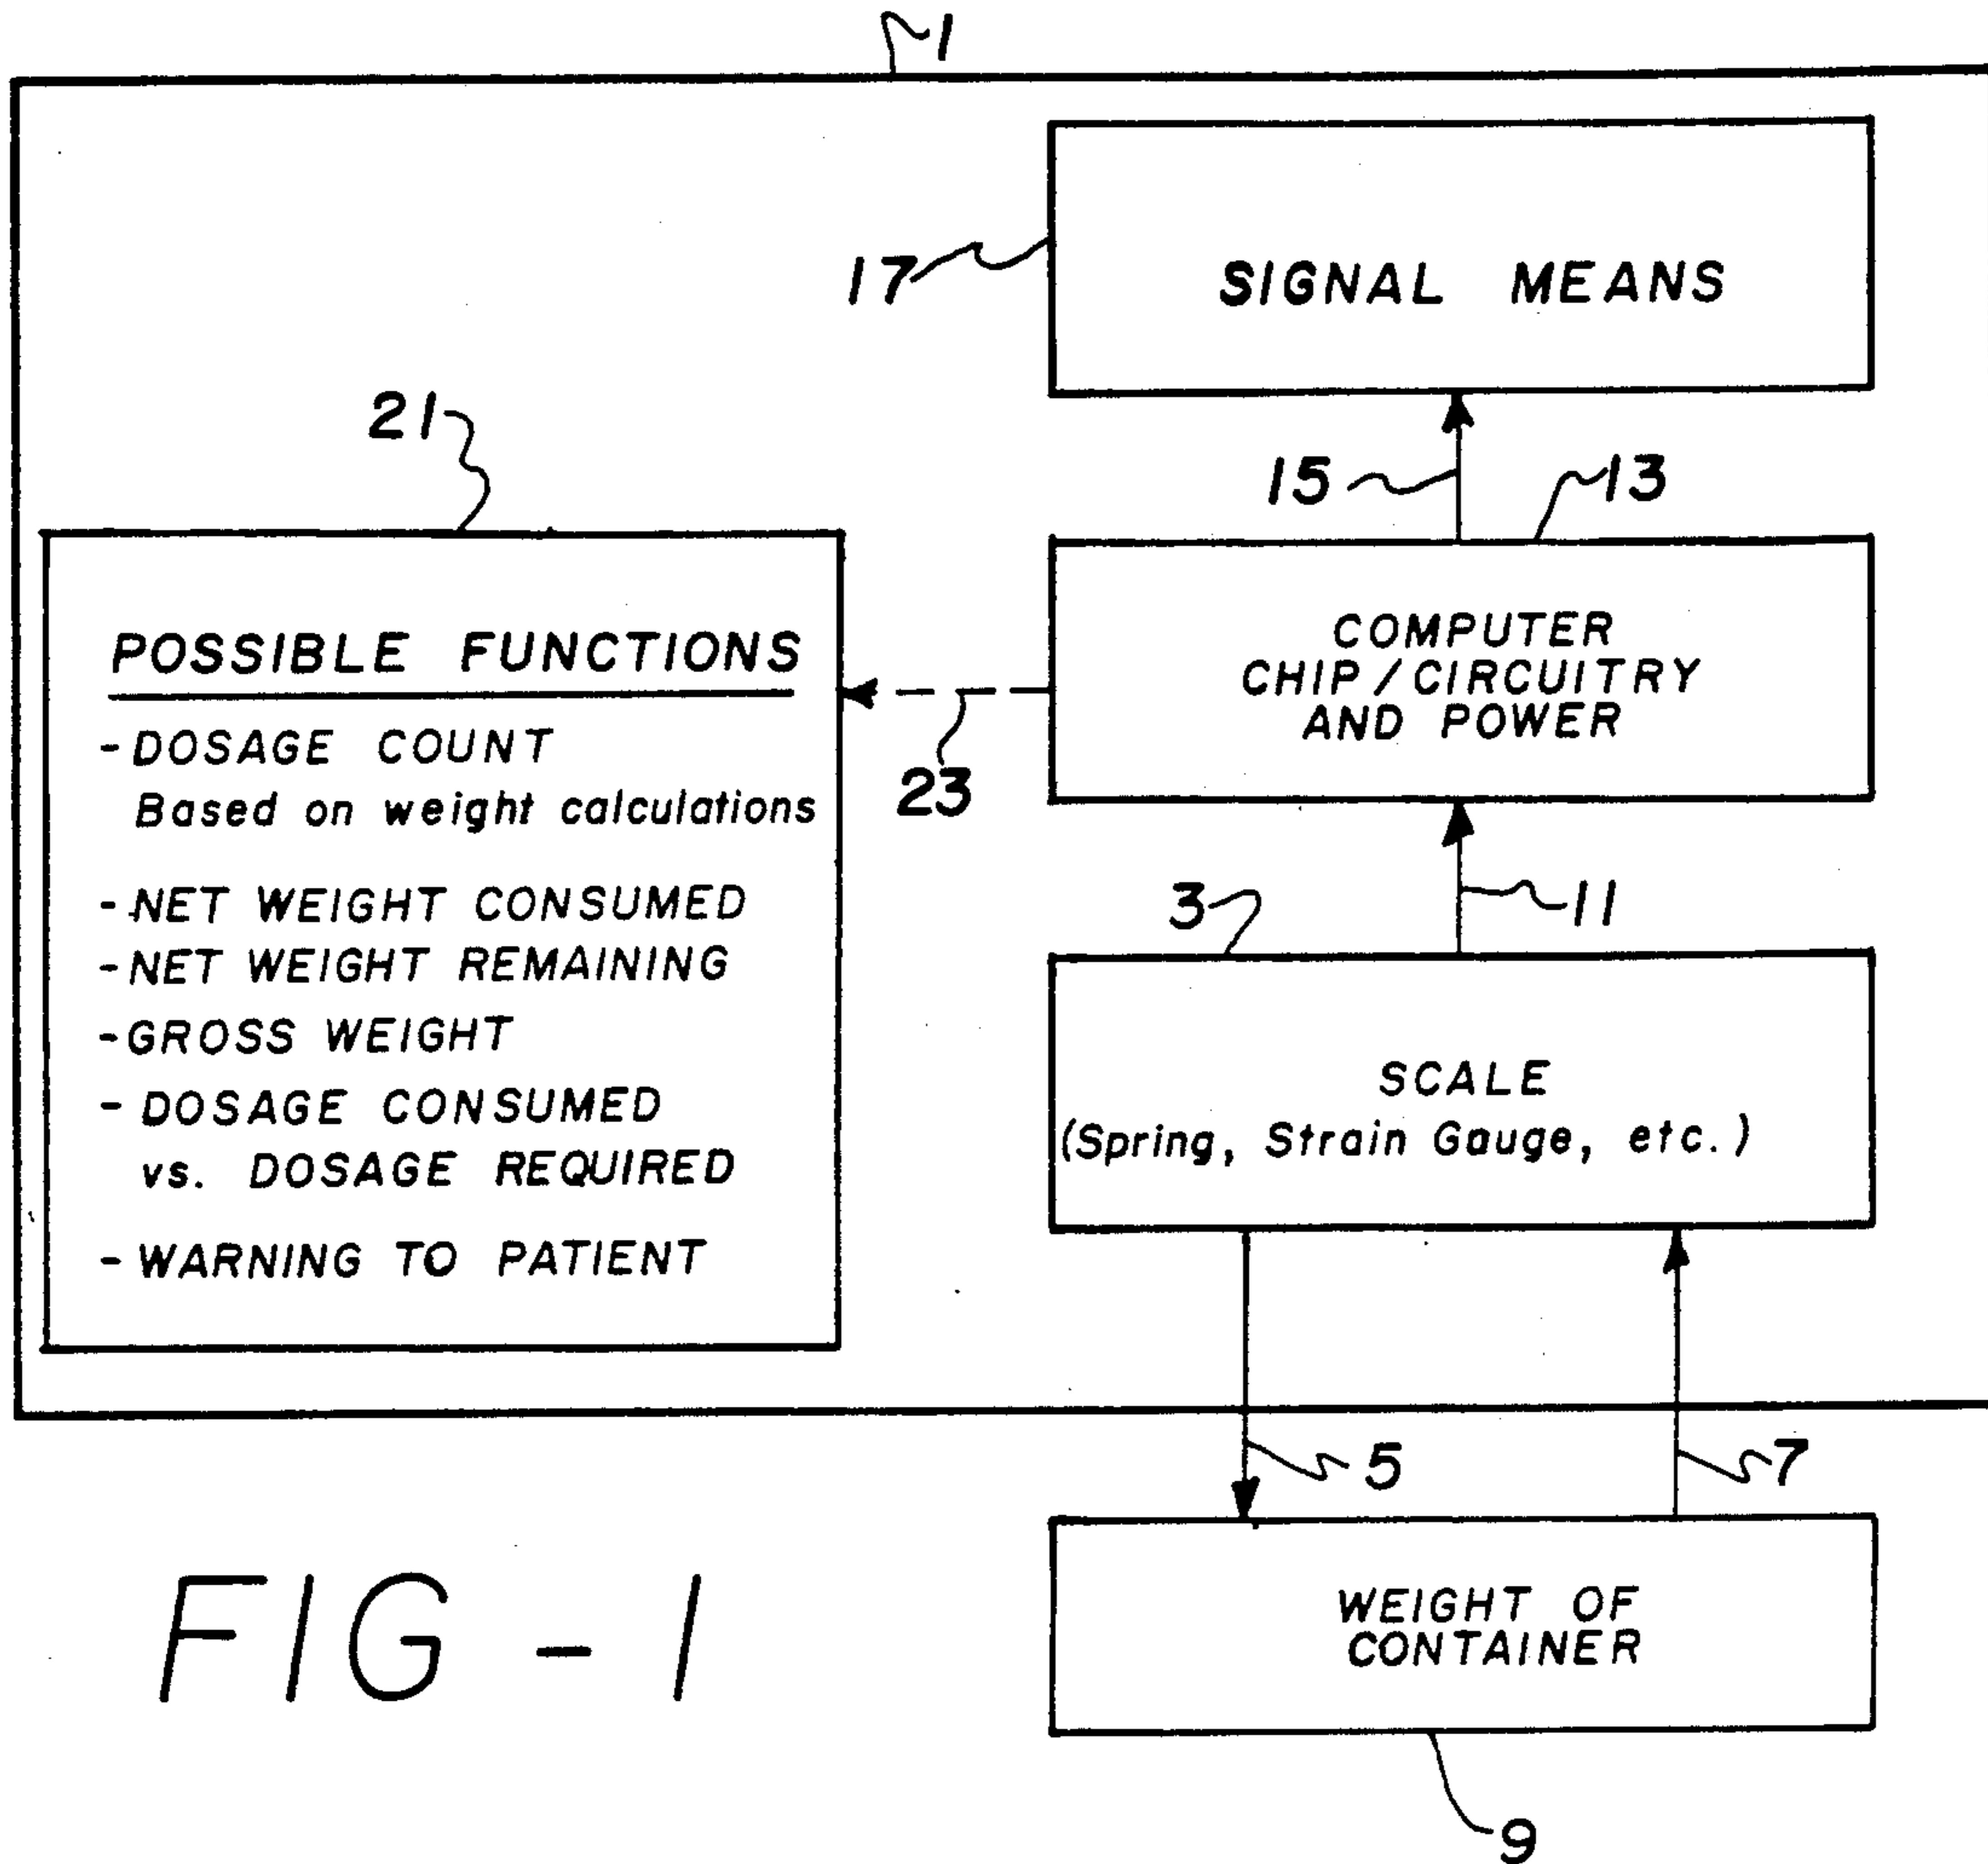 1
17
SIGNAL MEANS
15
13
21
POSSIBLE FUNCTIONS
- DOSAGE COUNT
Based on weight calculations
- NET WEIGHT CONSUMED
- NET WEIGHT REMAINING
- GROSS WEIGHT
- DOSAGE CONSUMED
vs. DOSAGE REQUIRED
- WARNING TO PATIENT
23
COMPUTER
CHIP / CIRCUITRY
AND POWER
11
3
SCALE
(Spring, Strain Gauge, etc.)
5
7
WEIGHT OF
CONTAINER
9
FIG - 1